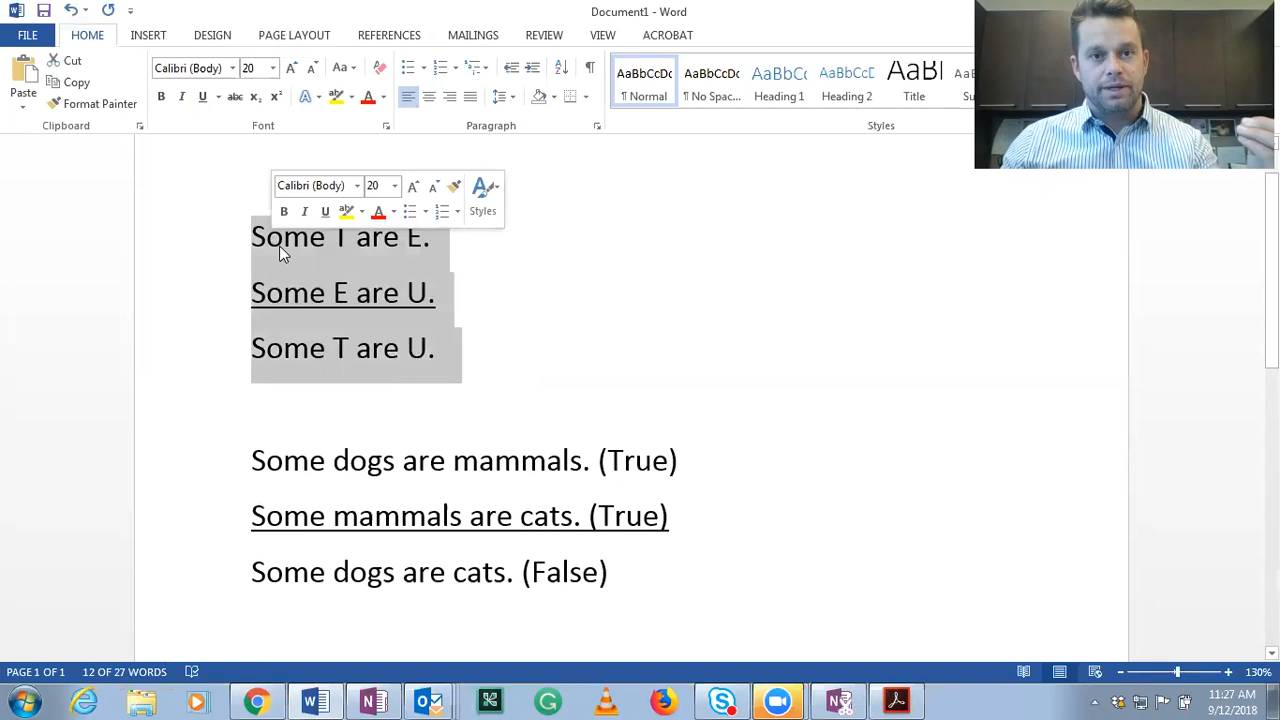 Document1 - Word
FILE HOME INSERT DESIGN PAGE LAYOUT REFERENCES MAILINGS REVIEW VIEW ACROBAT
Paste Cut Copy Format Painter
Calibri (Body) 20 Aa
B I U abc
AaBbCcDc AaBbCcDc AaBbCc AaBbCc AaBl
¶ Normal ¶ No Spac... Heading 1 Heading 2 Title
Clipboard Font Paragraph Styles
Calibri (Body) 20
B I U Styles
Some T are E.
Some E are U.
Some T are U.
Some dogs are mammals. (True)
Some mammals are cats. (True)
Some dogs are cats. (False)
PAGE 1 OF 1 12 OF 27 WORDS 130%
11:27 AM
9/12/2018